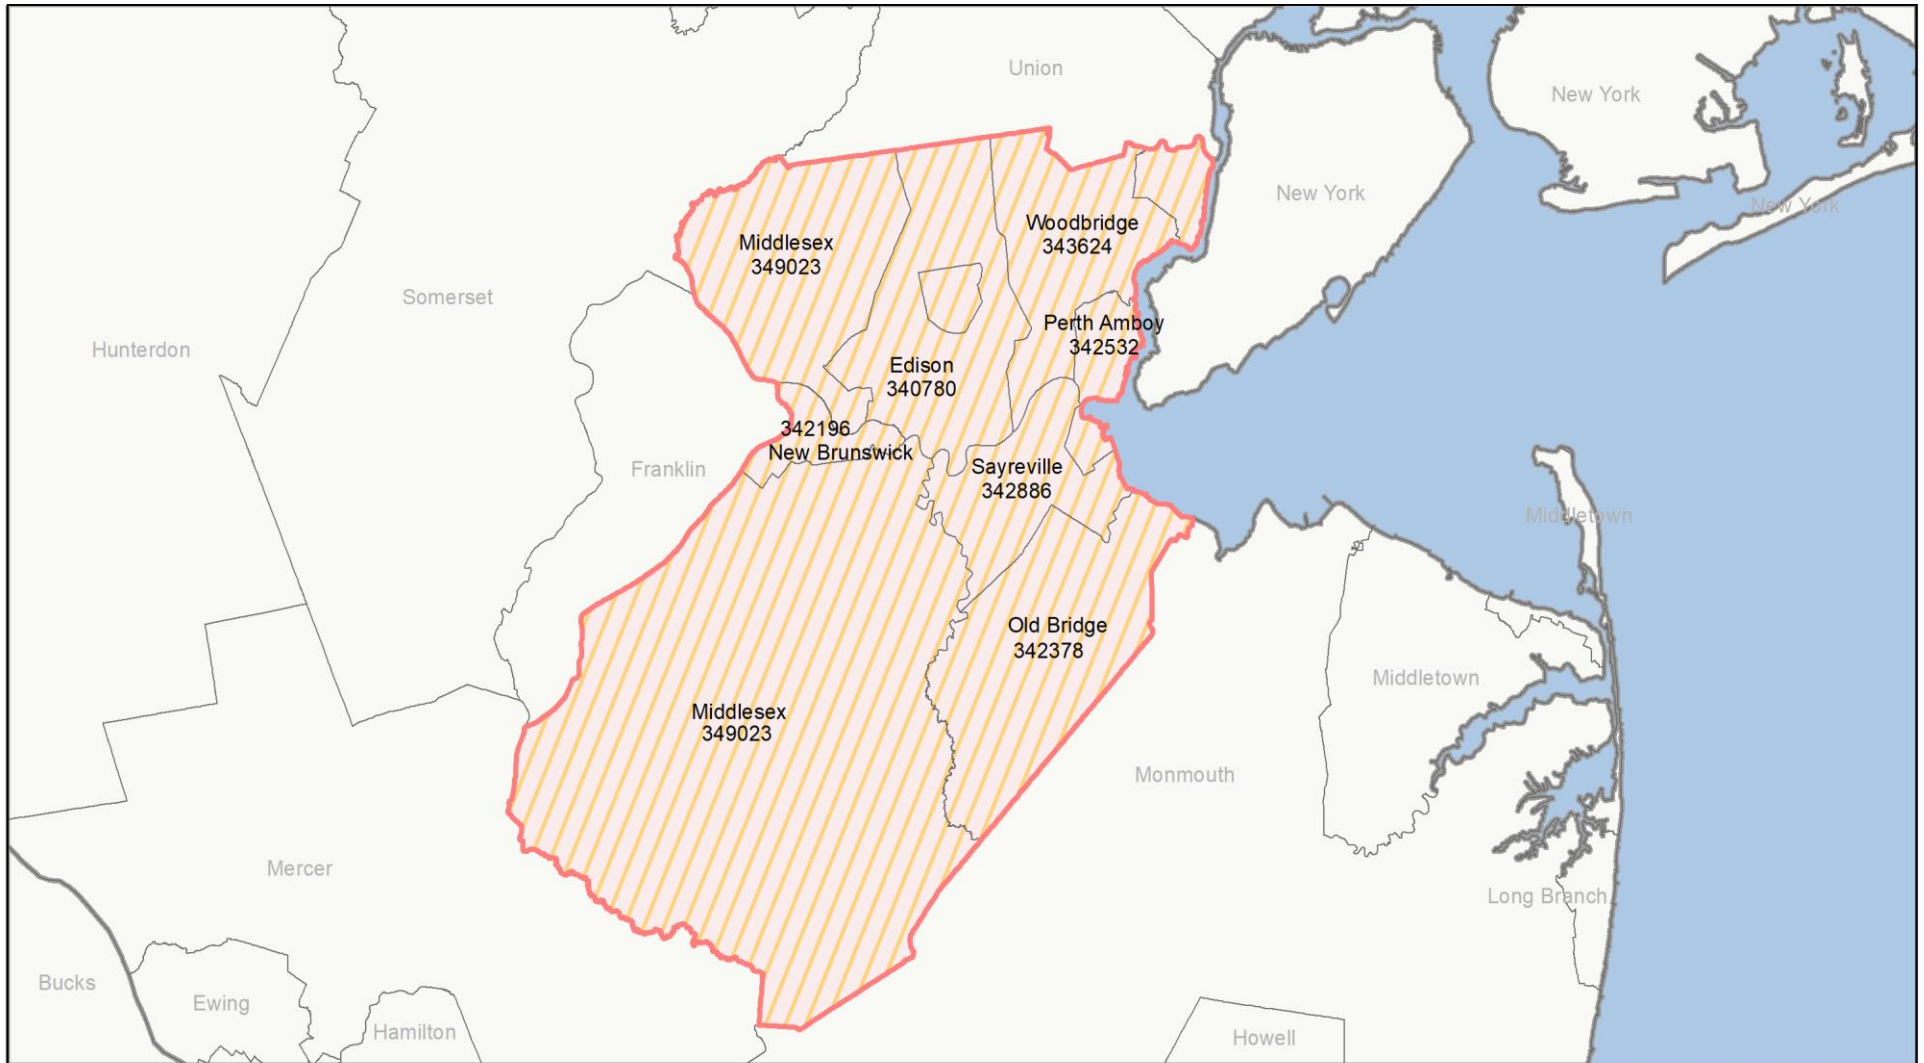 Union
New York
New York
New York
Woodbridge
343624
Middlesex
349023
Somerset
Perth Amboy
342532
Hunterdon
Edison
340780
342196
New Brunswick
Franklin
Sayreville
342886
Middletown
Old Bridge
342378
Middletown
Middlesex
349023
Monmouth
Mercer
Long Branch
Bucks
Ewing
Hamilton
Howell